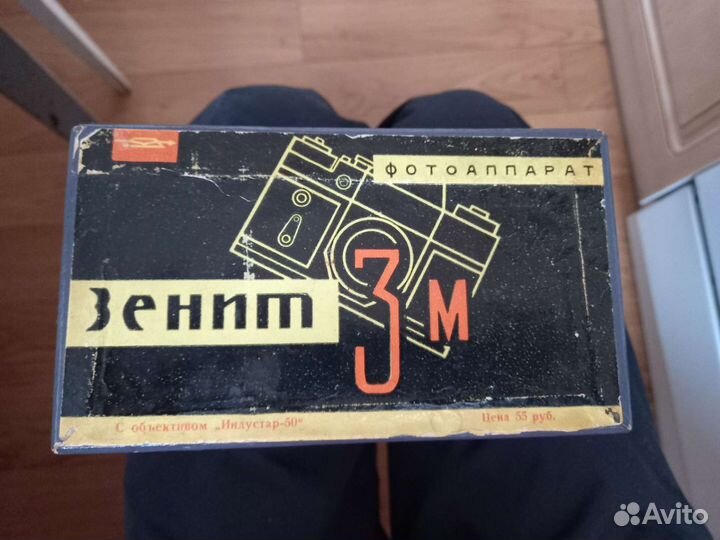 ФОТОАППАРАТ
Зенит
3м
С объективом „Индустар-50“
Цена 55 руб.
Avito